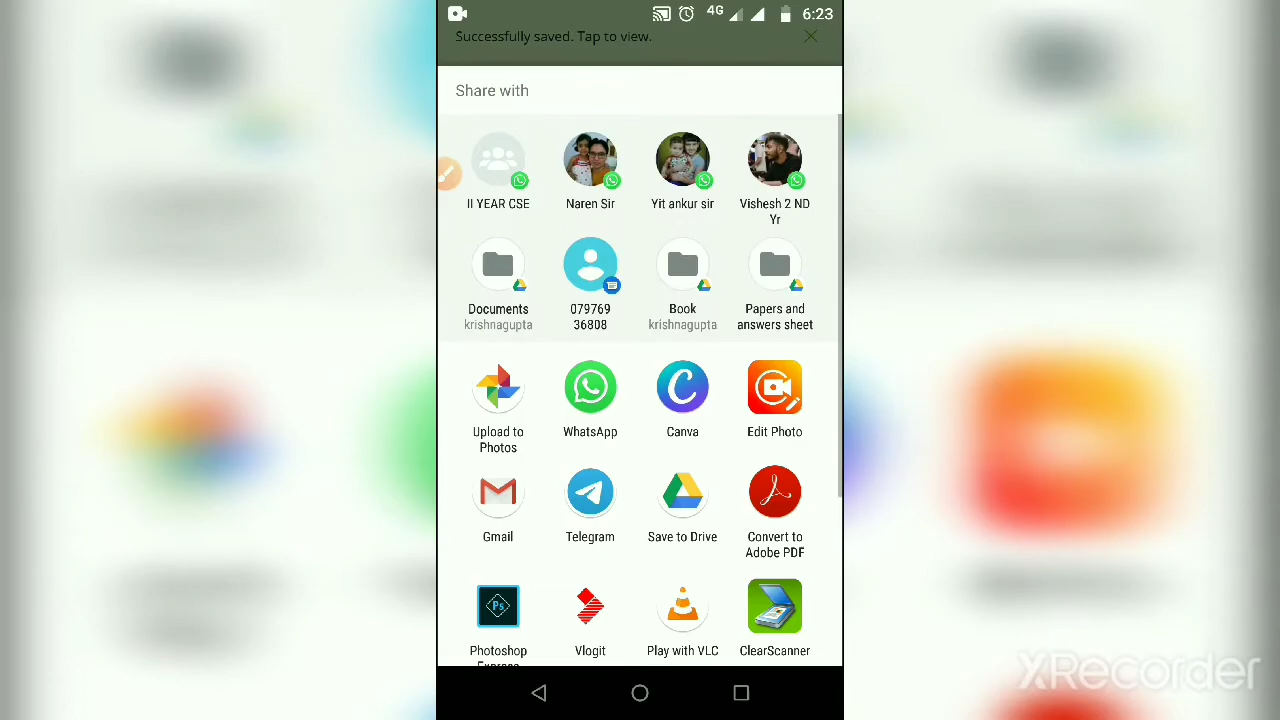 4G 6:23
Successfully saved. Tap to view.
Share with
II YEAR CSE
Naren Sir
Yit ankur sir
Vishesh 2 ND
Yr
Documents
krishnagupta
079769
36808
Book
krishnagupta
Papers and
answers sheet
Upload to
Photos
WhatsApp
Canva
Edit Photo
Gmail
Telegram
Save to Drive
Convert to
Adobe PDF
Ps
Photoshop
Express
Vlogit
Play with VLC
ClearScanner
XRecorder